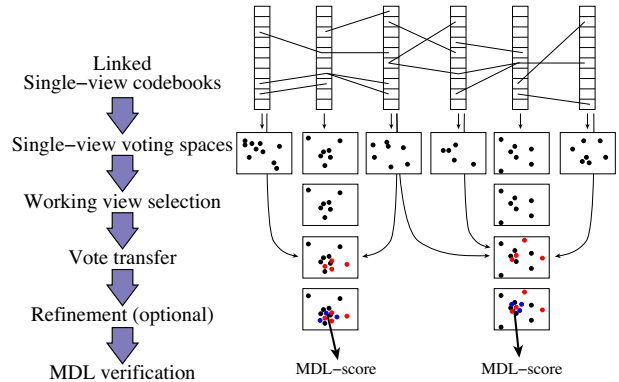 Linked
Single−view codebooks
Single−view voting spaces
Working view selection
Vote transfer
Refinement (optional)
MDL verification
MDL−score
MDL−score